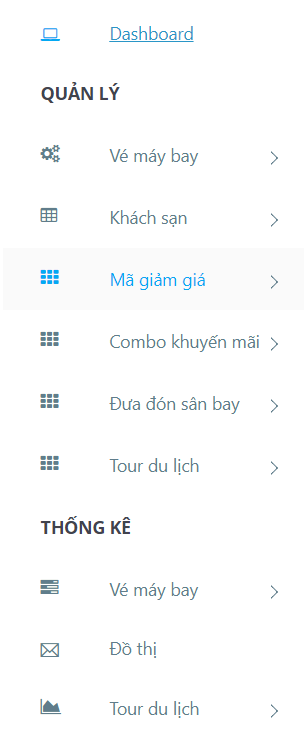 Dashboard
QUẢN LÝ
Vé máy bay
Khách sạn
Mã giảm giá
Combo khuyến mãi
Đưa đón sân bay
Tour du lịch
THỐNG KÊ
Vé máy bay
Đồ thị
Tour du lịch